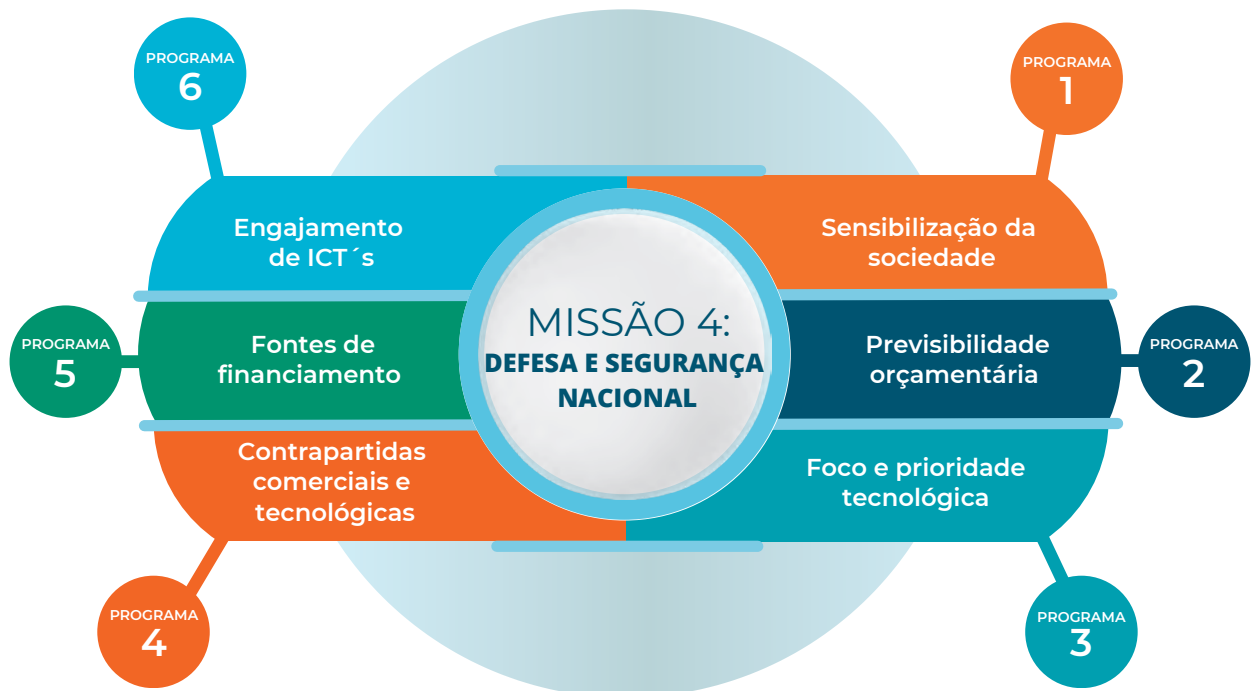 PROGRAMA
6
PROGRAMA
1
Engajamento
de ICT´s
Sensibilização da
sociedade
MISSÃO 4:
DEFESA E SEGURANÇA
NACIONAL
PROGRAMA
5
Fontes de
financiamento
Previsibilidade
orçamentária
PROGRAMA
2
Contrapartidas
comerciais e
tecnológicas
Foco e prioridade
tecnológica
PROGRAMA
4
PROGRAMA
3